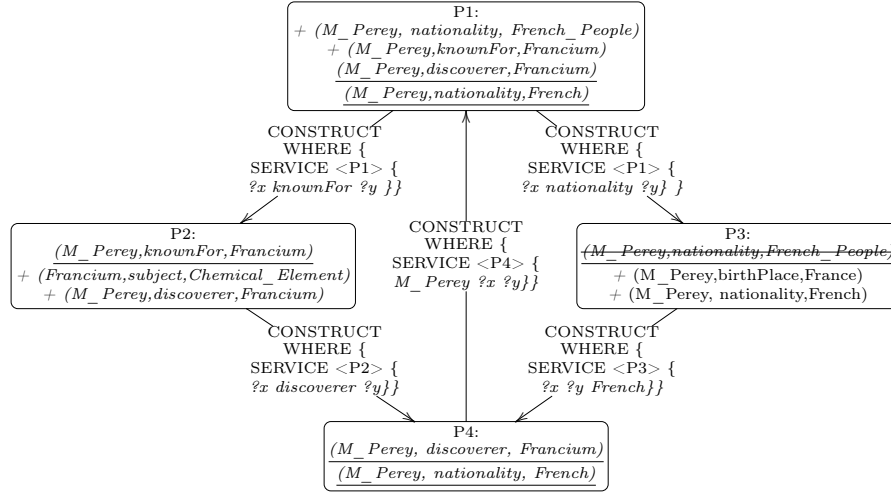 P1:
+ (M_Perey, nationality, French_People)
+ (M_Perey,knownFor,Francium)
(M_Perey,discoverer,Francium)
(M_Perey,nationality,French)
CONSTRUCT
WHERE {
SERVICE <P1> {
?x knownFor ?y }}
CONSTRUCT
WHERE {
SERVICE <P1> {
?x nationality ?y} }
P2:
(M_Perey,knownFor,Francium)
+ (Francium,subject,Chemical_Element)
+ (M_Perey,discoverer,Francium)
CONSTRUCT
WHERE {
SERVICE <P4> {
M_Perey ?x ?y}}
P3:
(M_Perey,nationality,French_People)
+ (M_Perey,birthPlace,France)
+ (M_Perey, nationality,French)
CONSTRUCT
WHERE {
SERVICE <P2> {
?x discoverer ?y}}
CONSTRUCT
WHERE {
SERVICE <P3> {
?x ?y French}}
P4:
(M_Perey, discoverer, Francium)
(M_Perey, nationality, French)